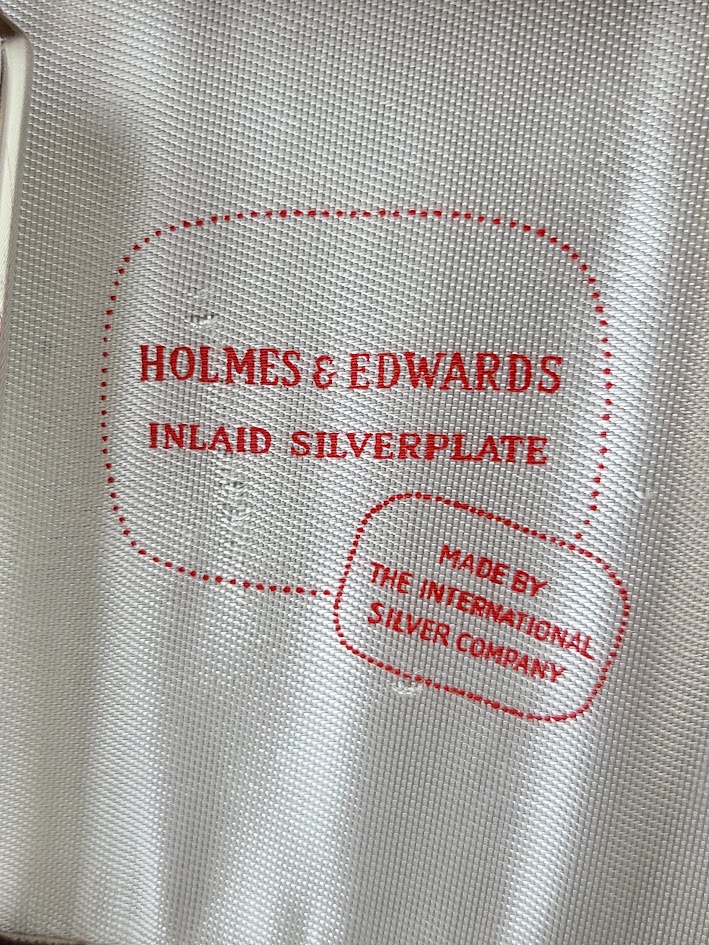 HOLMES & EDWARDS
INLAID SILVERPLATE
MADE BY
THE INTERNATIONAL
SILVER COMPANY